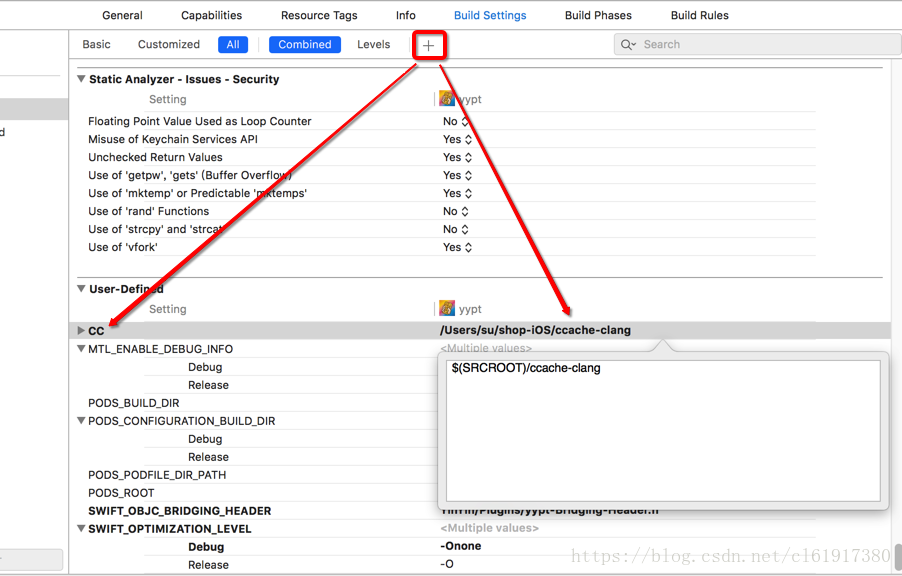 General Capabilities Resource Tags Info Build Settings Build Phases Build Rules
Basic Customized All Combined Levels + Search
Static Analyzer - Issues - Security
Setting yypt
Floating Point Value Used as Loop Counter No
Misuse of Keychain Services API Yes
Unchecked Return Values Yes
Use of 'getpw', 'gets' (Buffer Overflow) Yes
Use of 'mktemp' or Predictable 'mktemps' Yes
Use of 'rand' Functions No
Use of 'strcpy' and 'strcat' No
Use of 'vfork' Yes
User-Defined
Setting yypt
CC /Users/su/shop-iOS/ccache-clang
MTL_ENABLE_DEBUG_INFO <Multiple values>
Debug
$(SRCROOT)/ccache-clang
Release
PODS_BUILD_DIR
PODS_CONFIGURATION_BUILD_DIR
Debug
Release
PODS_PODFILE_DIR_PATH
PODS_ROOT
SWIFT_OBJC_BRIDGING_HEADER /Plugins/yypt-Bridging-Header.h
SWIFT_OPTIMIZATION_LEVEL <Multiple values>
Debug -Onone
Release -O
https://blog.csdn.net/cl61917380